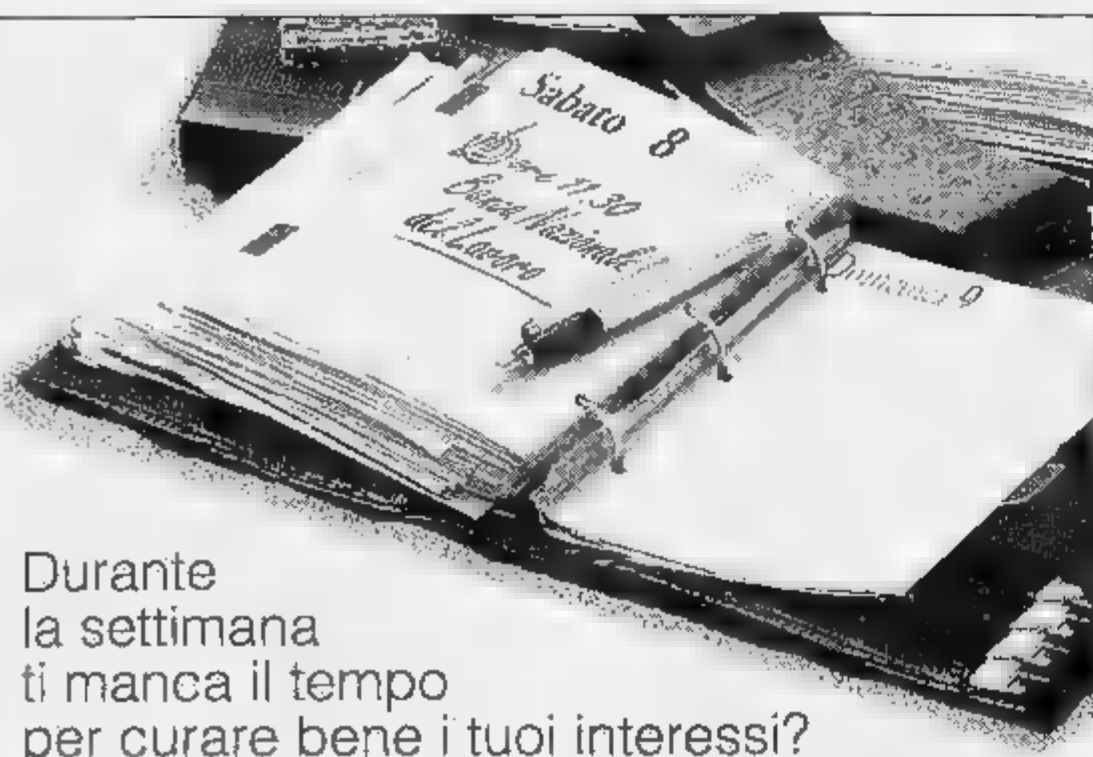 Sabato 8
Ore 11.30
Banca Nazionale
del Lavoro
Domenica 9
Durante
la settimana
ti manca il tempo
per curare bene i tuoi interessi?